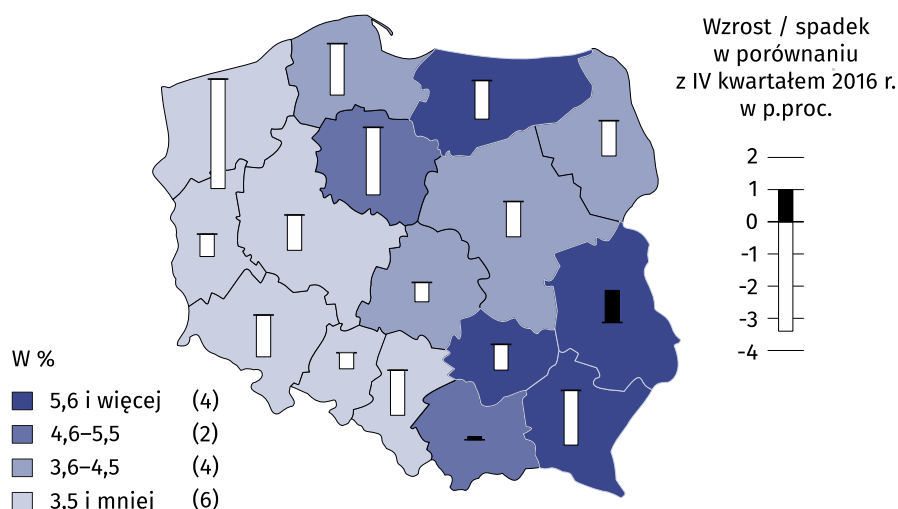 Wzrost / spadek
w porównaniu
z IV kwartałem 2016 r.
w p.proc.
2
1
0
-1
-2
-3
-4
W %
5,6 i więcej (4)
4,6–5,5 (2)
3,6–4,5 (4)
3,5 i mniej (6)